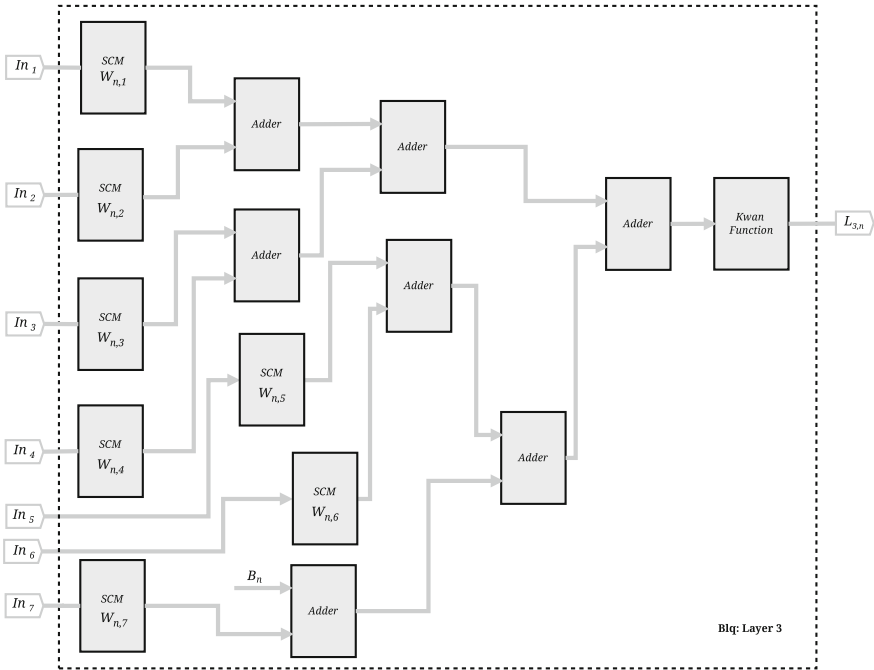 In 1
SCM
Wn,1
Adder
Adder
In 2
SCM
Wn,2
Adder
Kwan
Function
L3,n
Adder
Adder
In 3
SCM
Wn,3
SCM
Wn,5
In 4
SCM
Wn,4
Adder
In 5
SCM
Wn,6
In 6
Bn
In 7
SCM
Wn,7
Adder
Blq: Layer 3